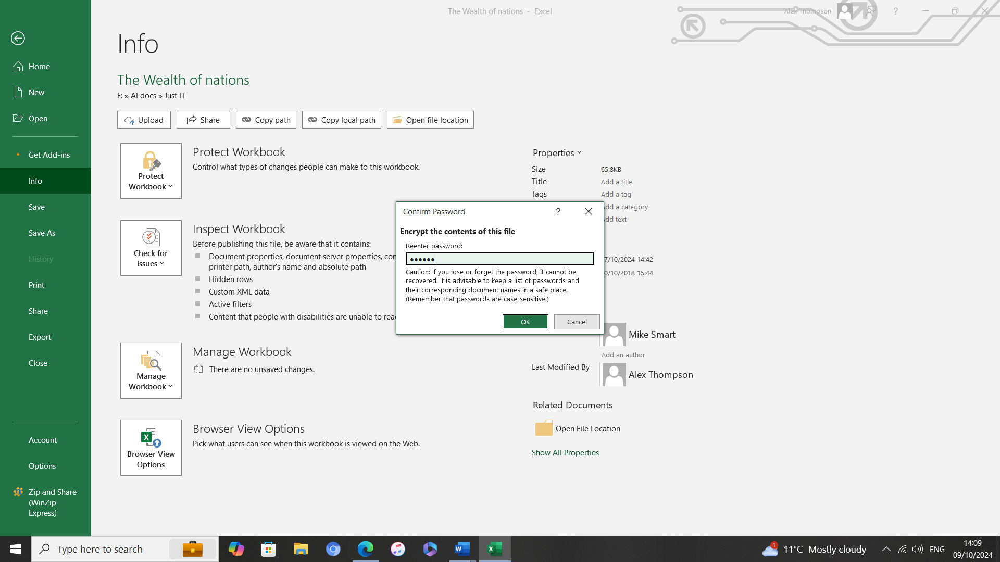 The Wealth of nations - Excel
Alex Thompson
?
Info
Home
New
Open
Get Add-ins
Info
Save
Save As
History
Print
Share
Export
Close
Account
Options
Zip and Share
(WinZip
Express)
The Wealth of nations
F: » AI docs » Just IT
Upload
Share
Copy path
Copy local path
Open file location
Protect
Workbook
Protect Workbook
Control what types of changes people can make to this workbook.
Check for
Issues
Inspect Workbook
Before publishing this file, be aware that it contains:
Document properties, document server properties,
printer path, author's name and absolute path
Hidden rows
Custom XML data
Active filters
Content that people with disabilities are unable to
Manage
Workbook
Manage Workbook
There are no unsaved changes.
Browser View
Options
Browser View Options
Pick what users can see when this workbook is viewed on the Web.
Properties
Size 65.8KB
Title Add a title
Tags Add a tag
dd a category
dd text
7/10/2024 14:42
0/10/2018 15:44
Mike Smart
Add an author
Last Modified By Alex Thompson
Related Documents
Open File Location
Show All Properties
Confirm Password ?
Encrypt the contents of this file
Reenter password:
●●●●●●
Caution: If you lose or forget the password, it cannot be
recovered. It is advisable to keep a list of passwords and
their corresponding document names in a safe place.
(Remember that passwords are case-sensitive.)
OK Cancel
Type here to search
1
11°C Mostly cloudy
ENG
14:09
09/10/2024